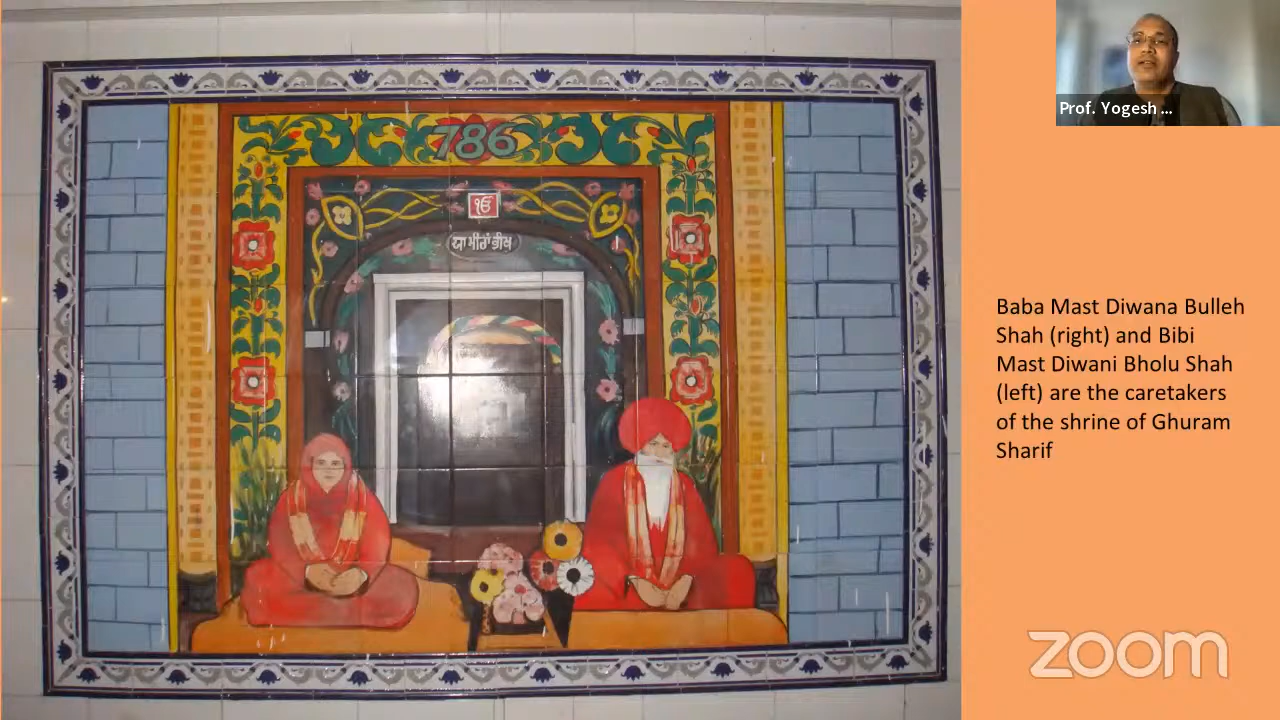 786
ੴ
ਯਾ ਮੀਰਾਂ ਭੀਖ
Prof. Yogesh ...
Baba Mast Diwana Bulleh
Shah (right) and Bibi
Mast Diwani Bholu Shah
(left) are the caretakers
of the shrine of Ghuram
Sharif
zoom